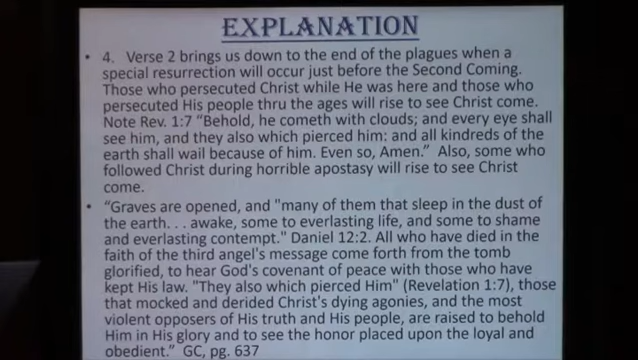 EXPLANATION
• 4. Verse 2 brings us down to the end of the plagues when a
special resurrection will occur just before the Second Coming.
Those who persecuted Christ while He was here and those who
persecuted His people thru the ages will rise to see Christ come.
Note Rev. 1:7 “Behold, he cometh with clouds; and every eye shall
see him, and they also which pierced him: and all kindreds of the
earth shall wail because of him. Even so, Amen.” Also, some who
followed Christ during horrible apostasy will rise to see Christ
come.
• “Graves are opened, and "many of them that sleep in the dust of
the earth. . . awake, some to everlasting life, and some to shame
and everlasting contempt." Daniel 12:2. All who have died in the
faith of the third angel's message come forth from the tomb
glorified, to hear God's covenant of peace with those who have
kept His law. "They also which pierced Him" (Revelation 1:7), those
that mocked and derided Christ's dying agonies, and the most
violent opposers of His truth and His people, are raised to behold
Him in His glory and to see the honor placed upon the loyal and
obedient.” GC, pg. 637